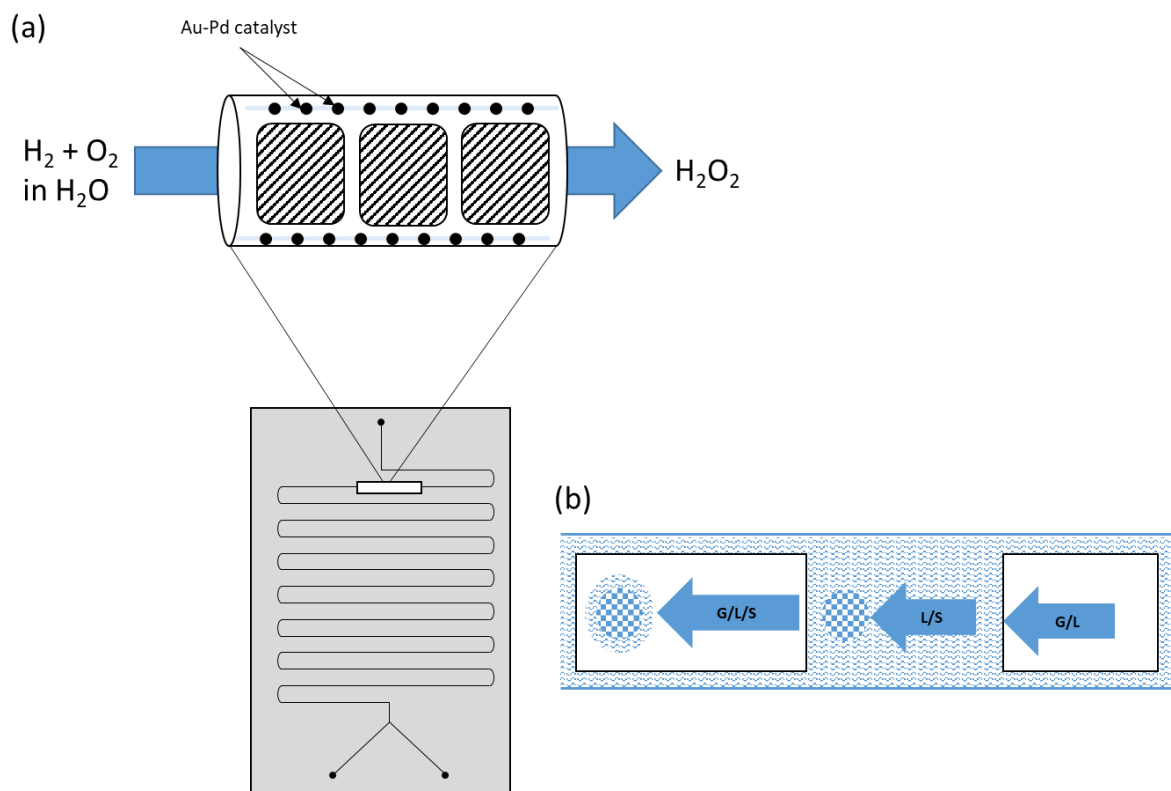 (a)
Au-Pd catalyst
H₂ + O₂
in H₂O
H₂O₂
(b)
G/L/S
L/S
G/L